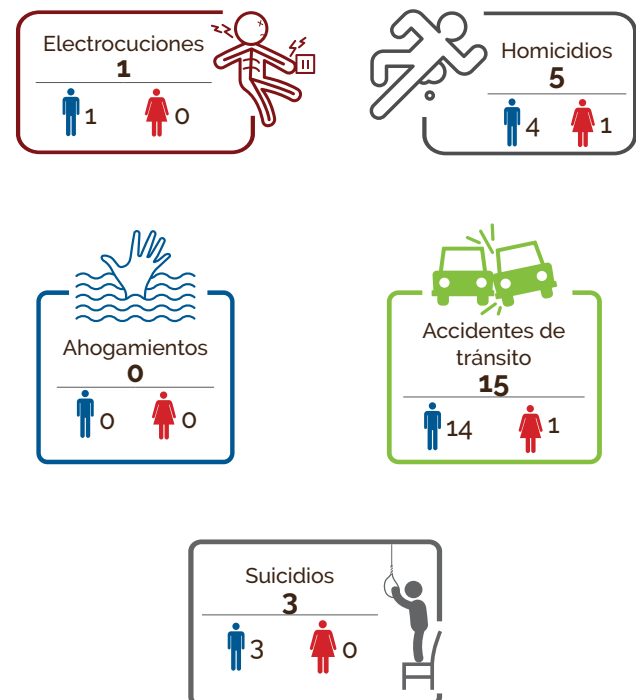 Electrocuciones
1
1 0
Homicidios
5
4 1
Ahogamientos
0
0 0
Accidentes de
tránsito
15
14 1
Suicidios
3
3 0